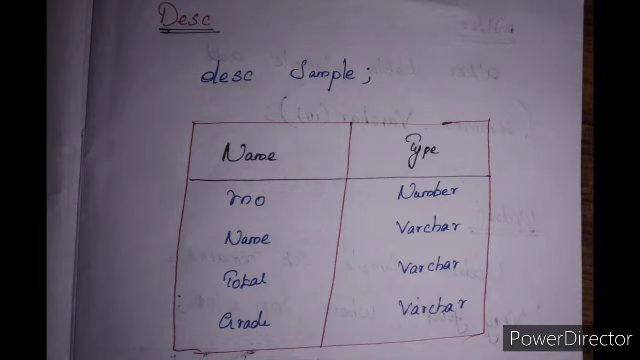 Desc
desc Sample;
Name Type
rno Number
Name Varchar
Total Varchar
Grade Varchar
PowerDirector